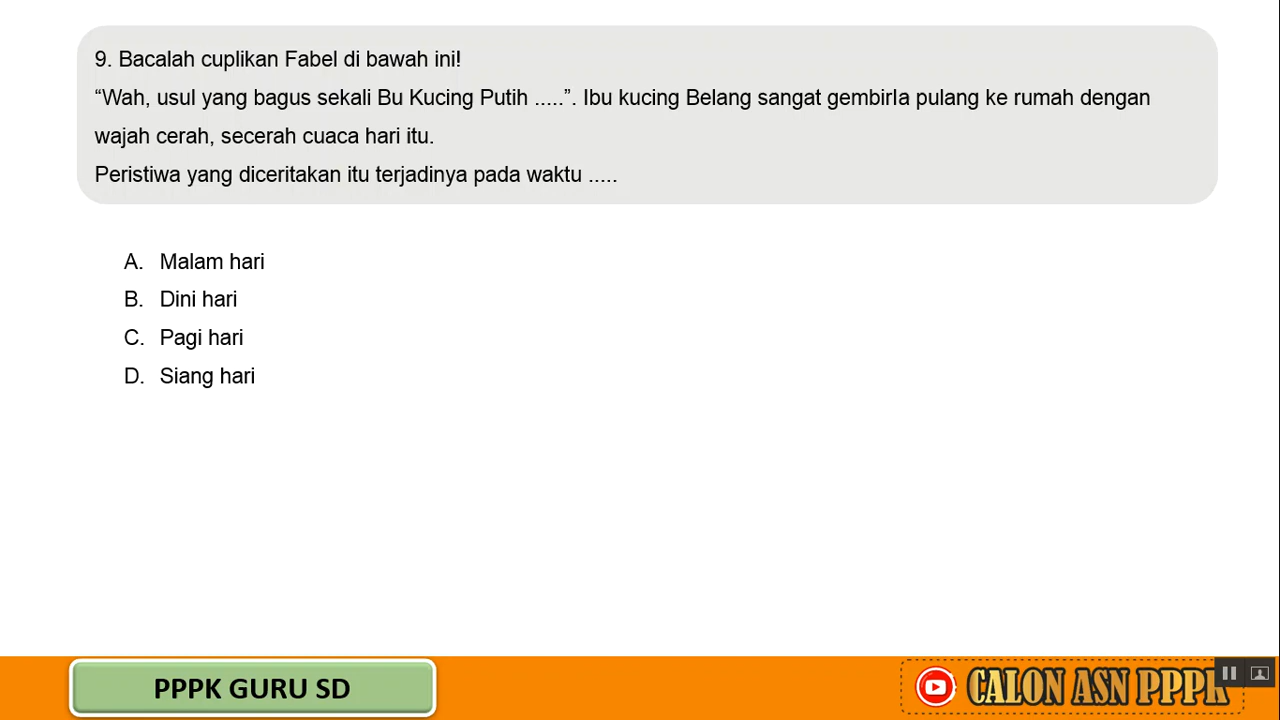 9. Bacalah cuplikan Fabel di bawah ini!
“Wah, usul yang bagus sekali Bu Kucing Putih .....”. Ibu kucing Belang sangat gembirIa pulang ke rumah dengan
wajah cerah, secerah cuaca hari itu.
Peristiwa yang diceritakan itu terjadinya pada waktu .....
A. Malam hari
B. Dini hari
C. Pagi hari
D. Siang hari
PPPK GURU SD
CALON ASN PPPK